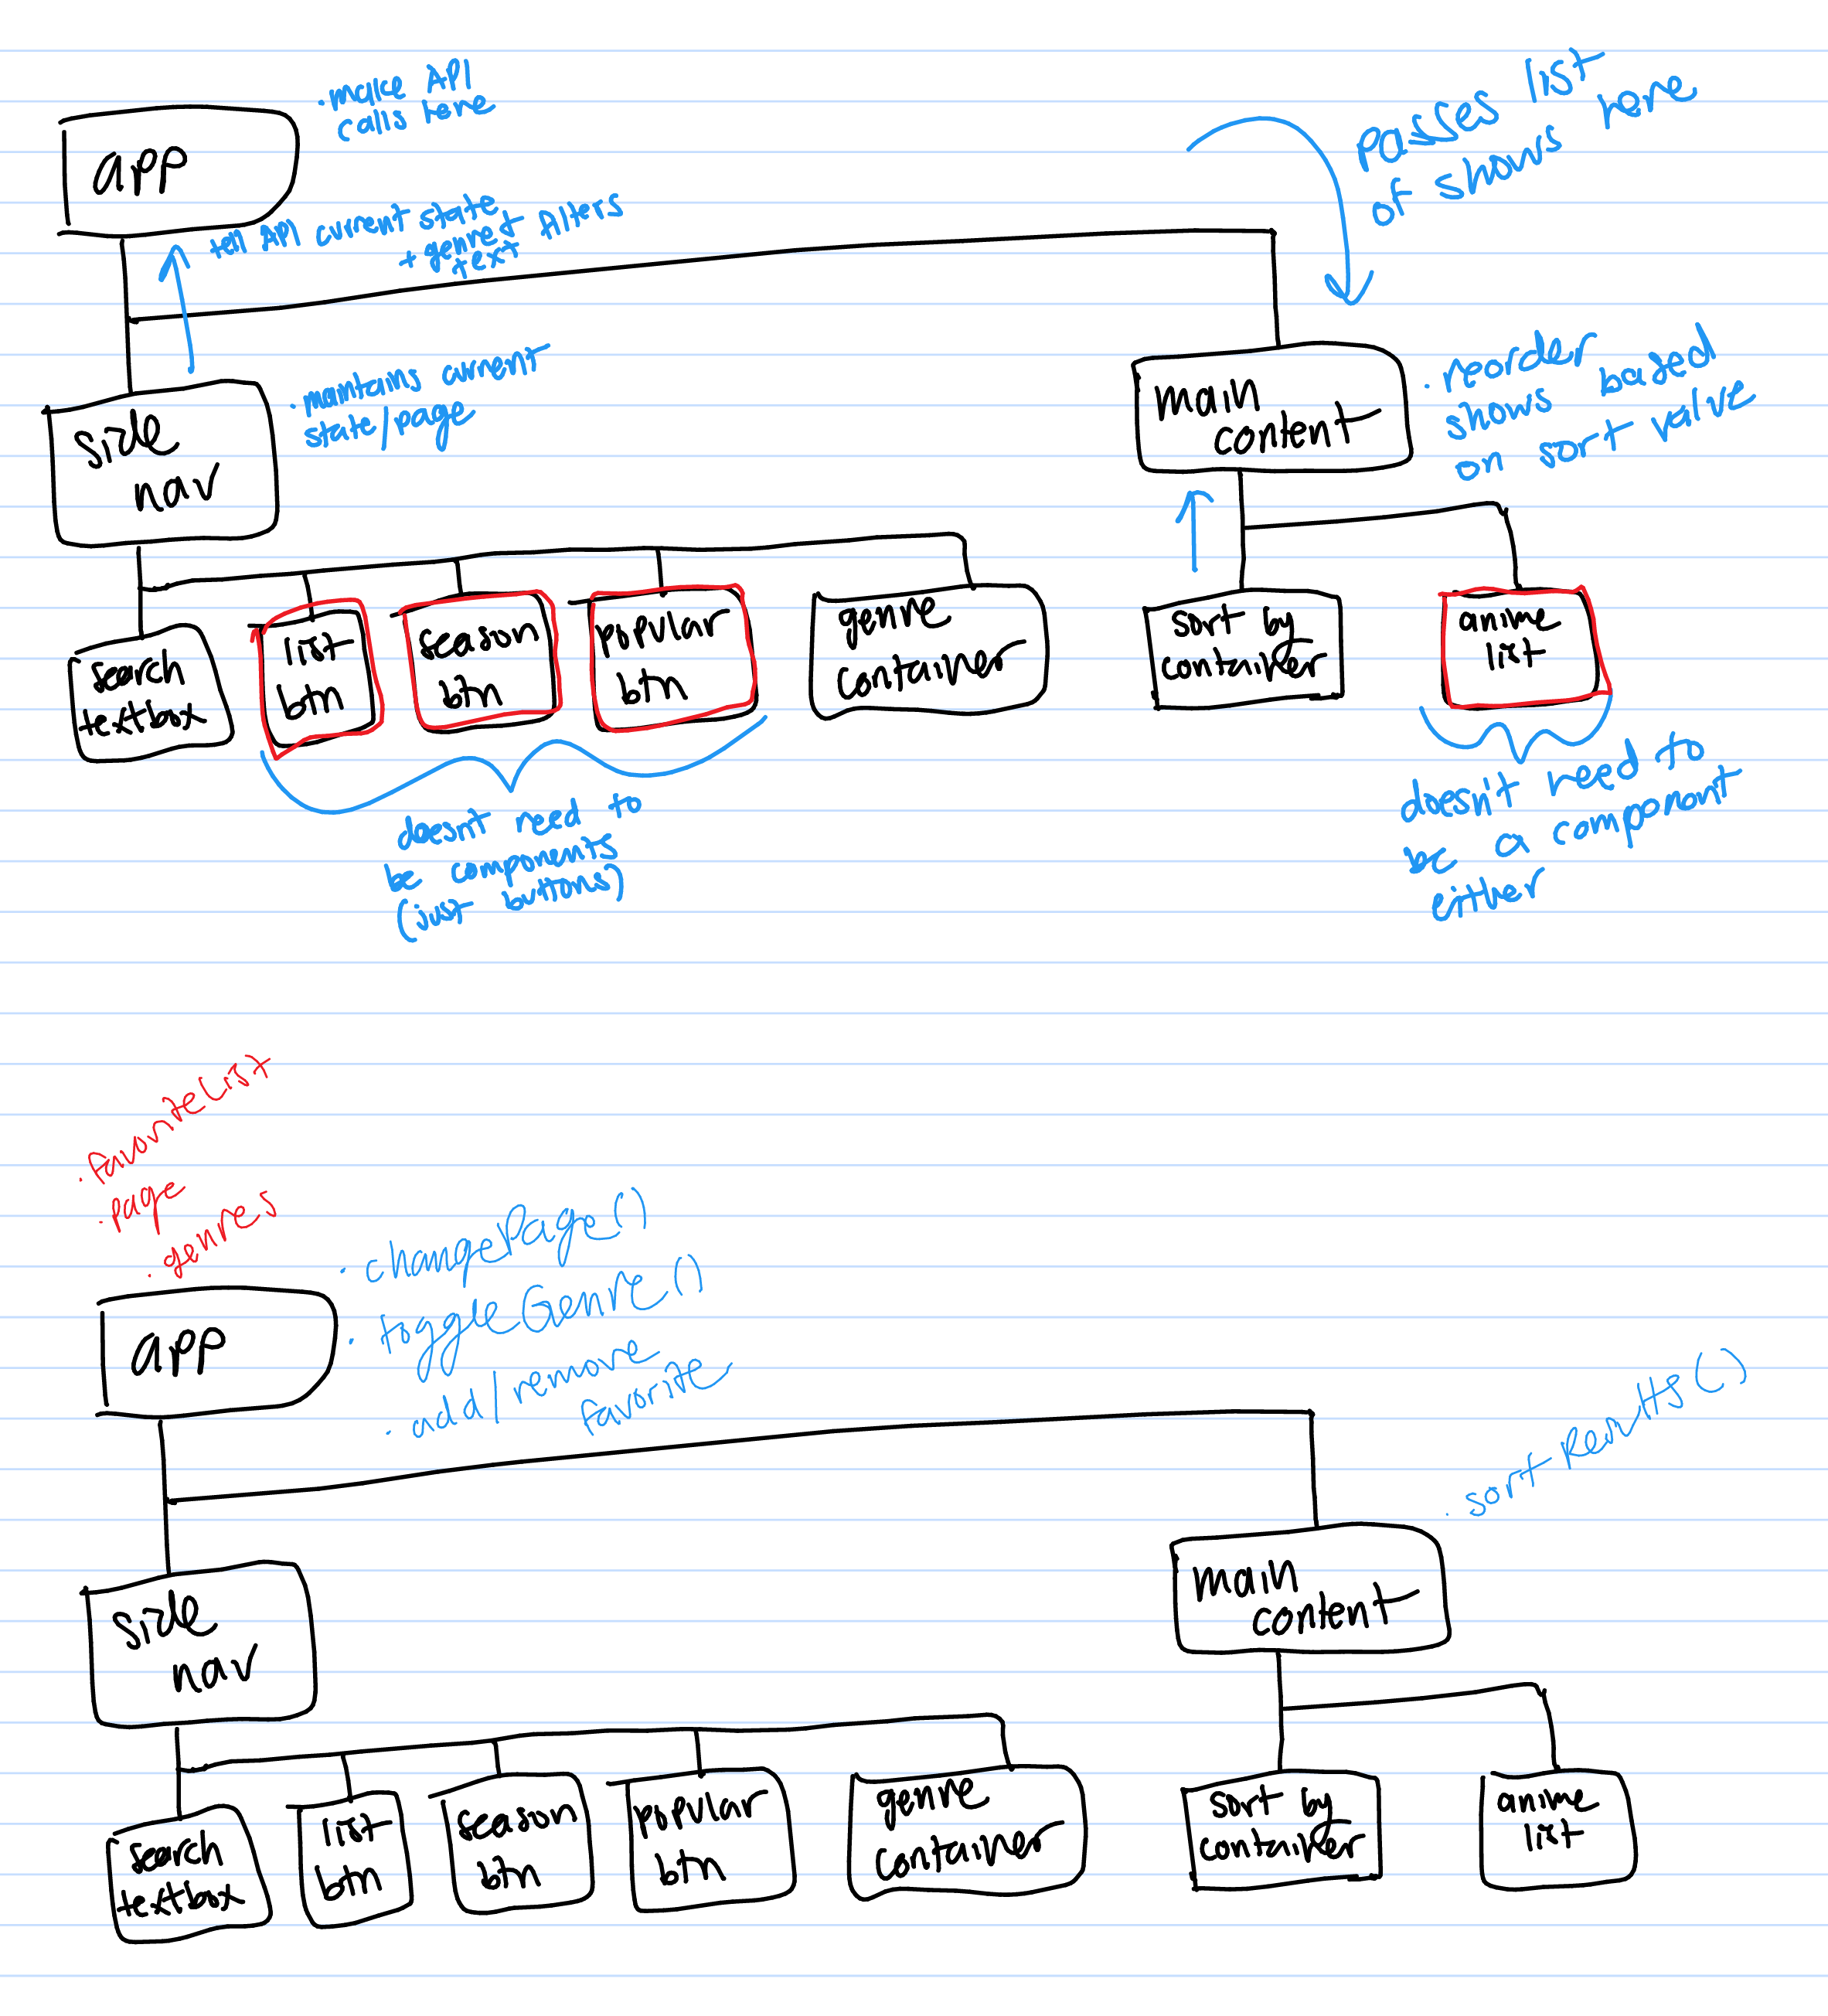 · make API
calls here
app
tell API current state
+ genre + filters
text
passes list
of shows here
side
nav
· maintains current
state/page
main
content
· reorder
shows based
on sort value
search
textbox
list
btn
season
btn
popular
btn
genre
container
sort by
container
anime
list
doesn't need to
be components
(just buttons)
doesn't need to
be a component
either
· favoriteList
· page
· genres
app
· changePage()
· toggleGenre()
· add/remove
favorite
side
nav
main
content
· sortResults()
search
textbox
list
btn
season
btn
popular
btn
genre
container
sort by
container
anime
list